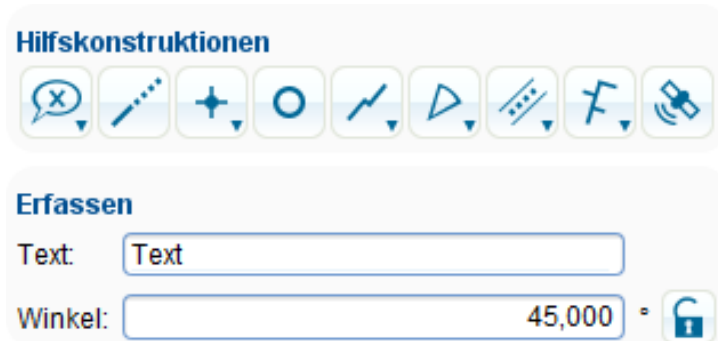 Hilfskonstruktionen
Erfassen
Text: Text
Winkel: 45,000 °